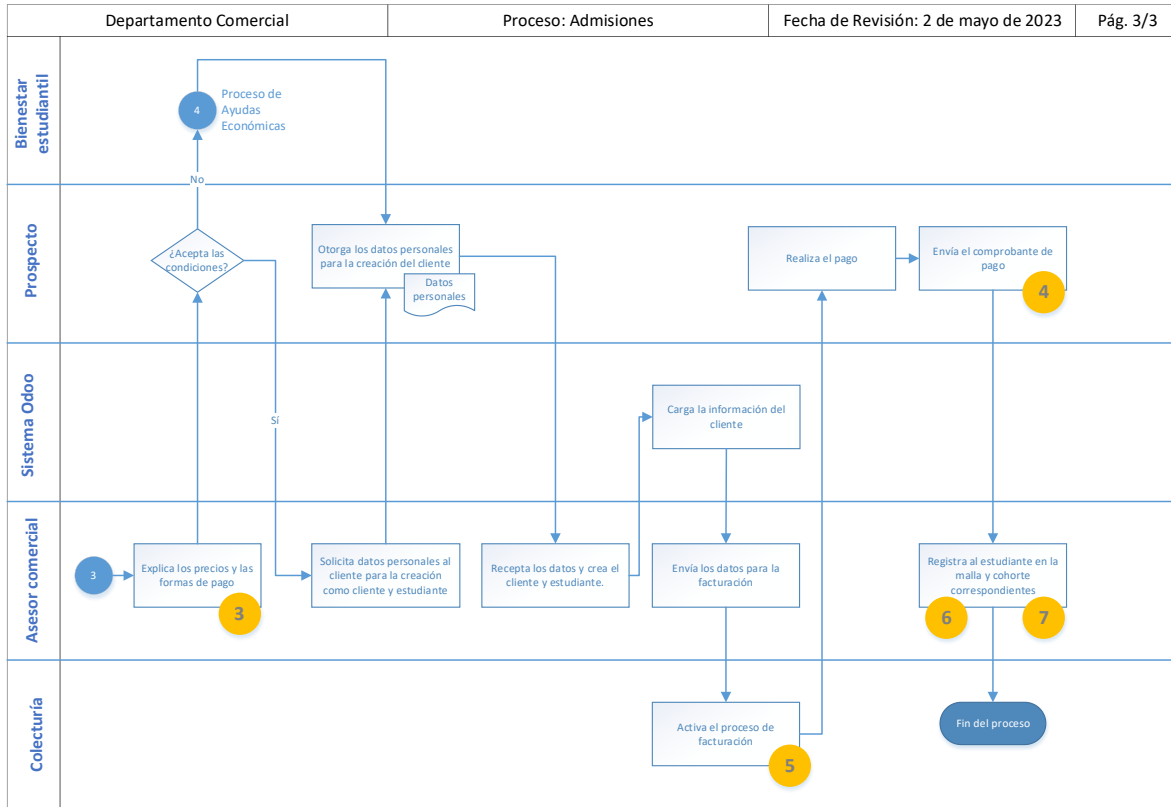 Departamento Comercial
Proceso: Admisiones
Fecha de Revisión: 2 de mayo de 2023
Pág. 3/3
Bienestar
estudiantil
4
Proceso de
Ayudas
Económicas
No
Prospecto
¿Acepta las
condiciones?
Otorga los datos personales
para la creación del cliente
Datos
personales
Realiza el pago
Envía el comprobante de
pago
4
Sistema Odoo
Sí
Carga la información del
cliente
Asesor comercial
3
Explica los precios y las
formas de pago
3
Solicita datos personales al
cliente para la creación
como cliente y estudiante
Recepta los datos y crea el
cliente y estudiante.
Envía los datos para la
facturación
Registra al estudiante en la
malla y cohorte
correspondientes
6
7
Colecturía
Activa el proceso de
facturación
5
Fin del proceso